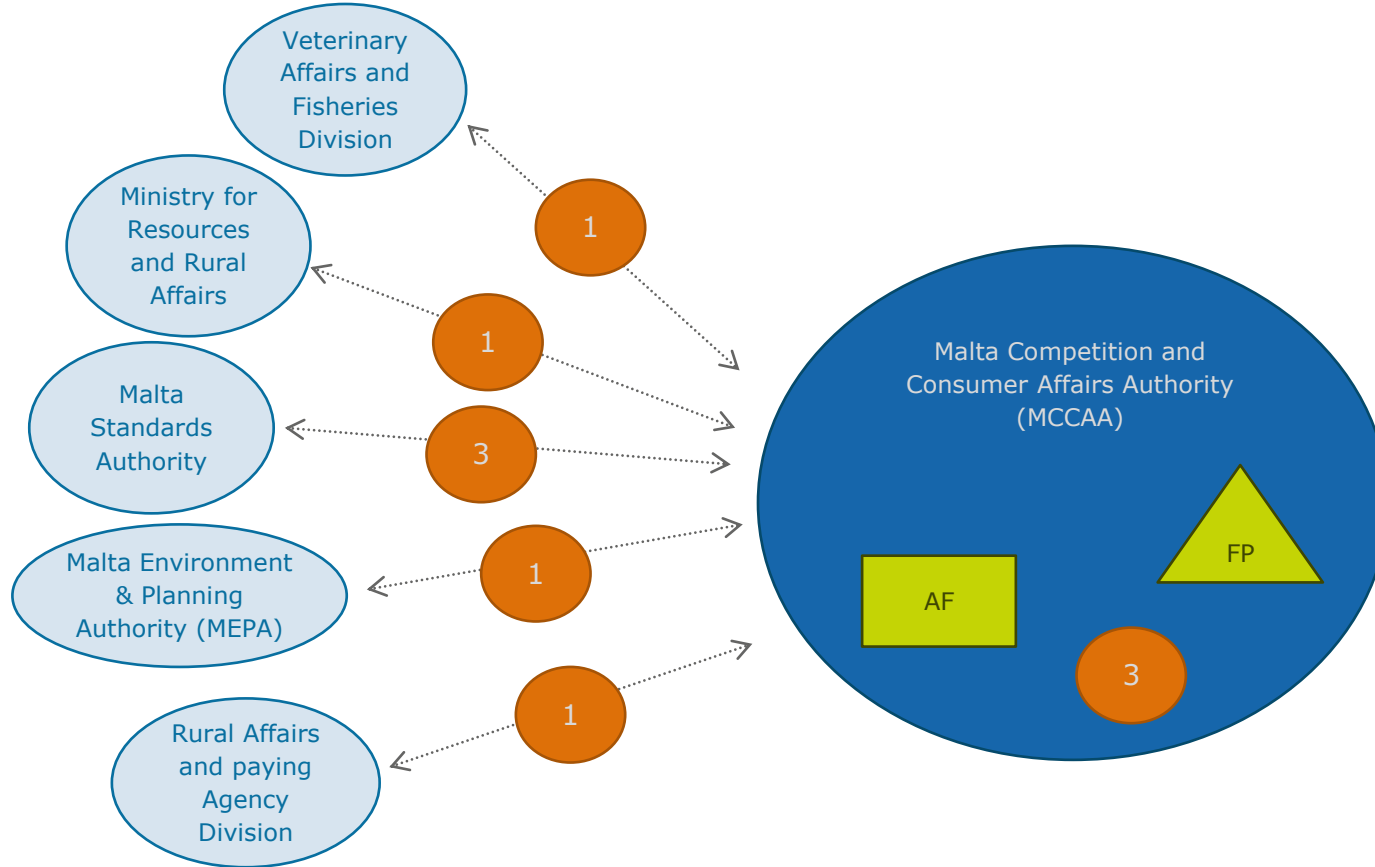 Veterinary
Affairs and
Fisheries
Division
1
Ministry for
Resources
and Rural
Affairs
1
Malta
Standards
Authority
3
Malta Environment
& Planning
Authority (MEPA)
1
Rural Affairs
and paying
Agency
Division
1
Malta Competition and
Consumer Affairs Authority
(MCCAA)
FP
AF
3